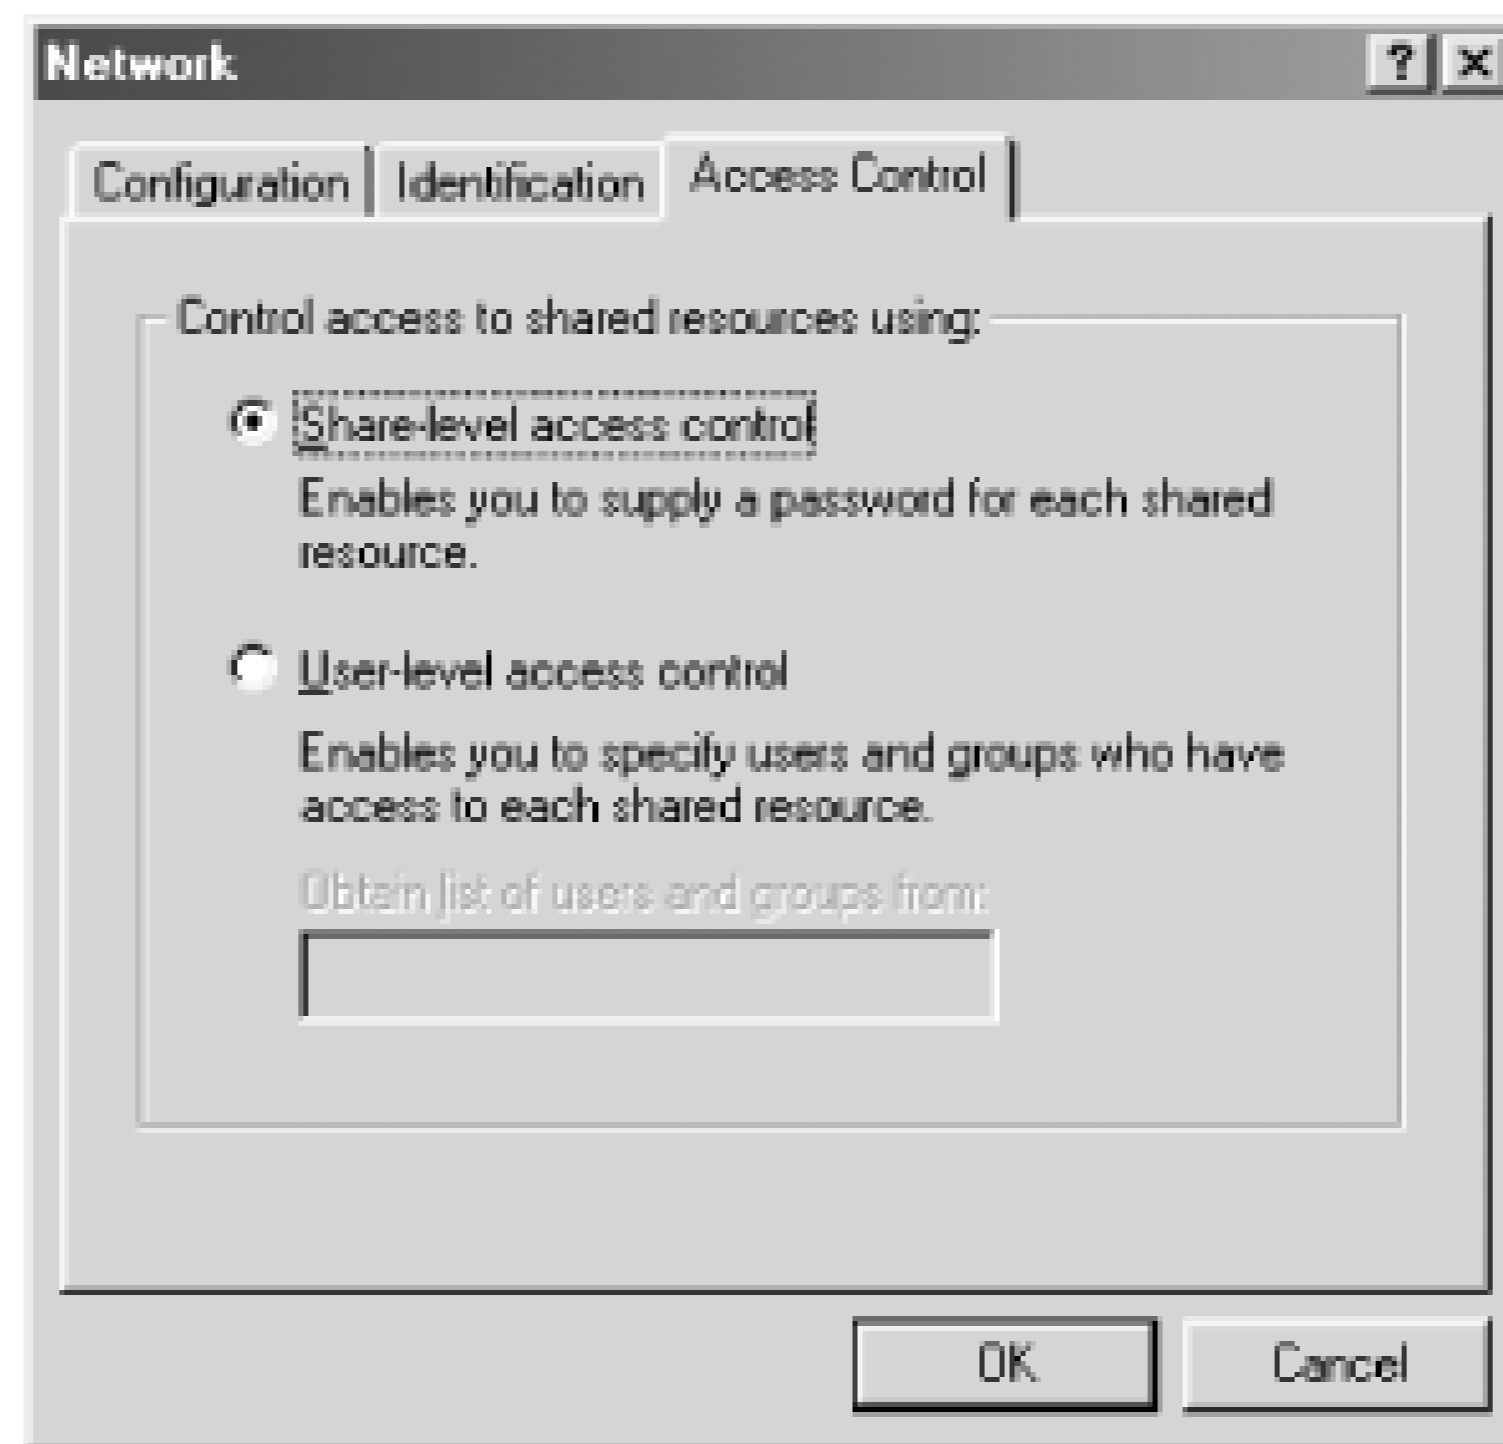 Network
Configuration
Identification
Access Control
Control access to shared resources using:
Share-level access control
Enables you to supply a password for each shared
resource.
User-level access control
Enables you to specify users and groups who have
access to each shared resource.
Obtain list of users and groups from:
OK
Cancel